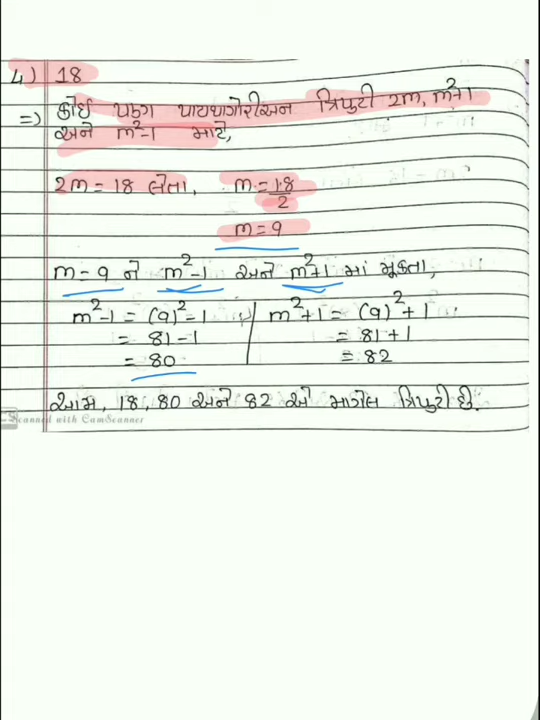 4) 18
=> કોઈ પણ પાયથાગોરીઅન ત્રિપુટી 2m, m²+1
અને m²-1 માટે,
2m = 18 લેતા, m = 18/2
m = 9
m = 9 ને m²-1 અને m²+1 માં મૂકતા,
m²-1 = (9)²-1 m²+1 = (9)²+1
= 81-1 = 81+1
= 80 = 82
આમ, 18, 80 અને 82 એ માગેલ ત્રિપુટી છે.
Scanned with CamScanner